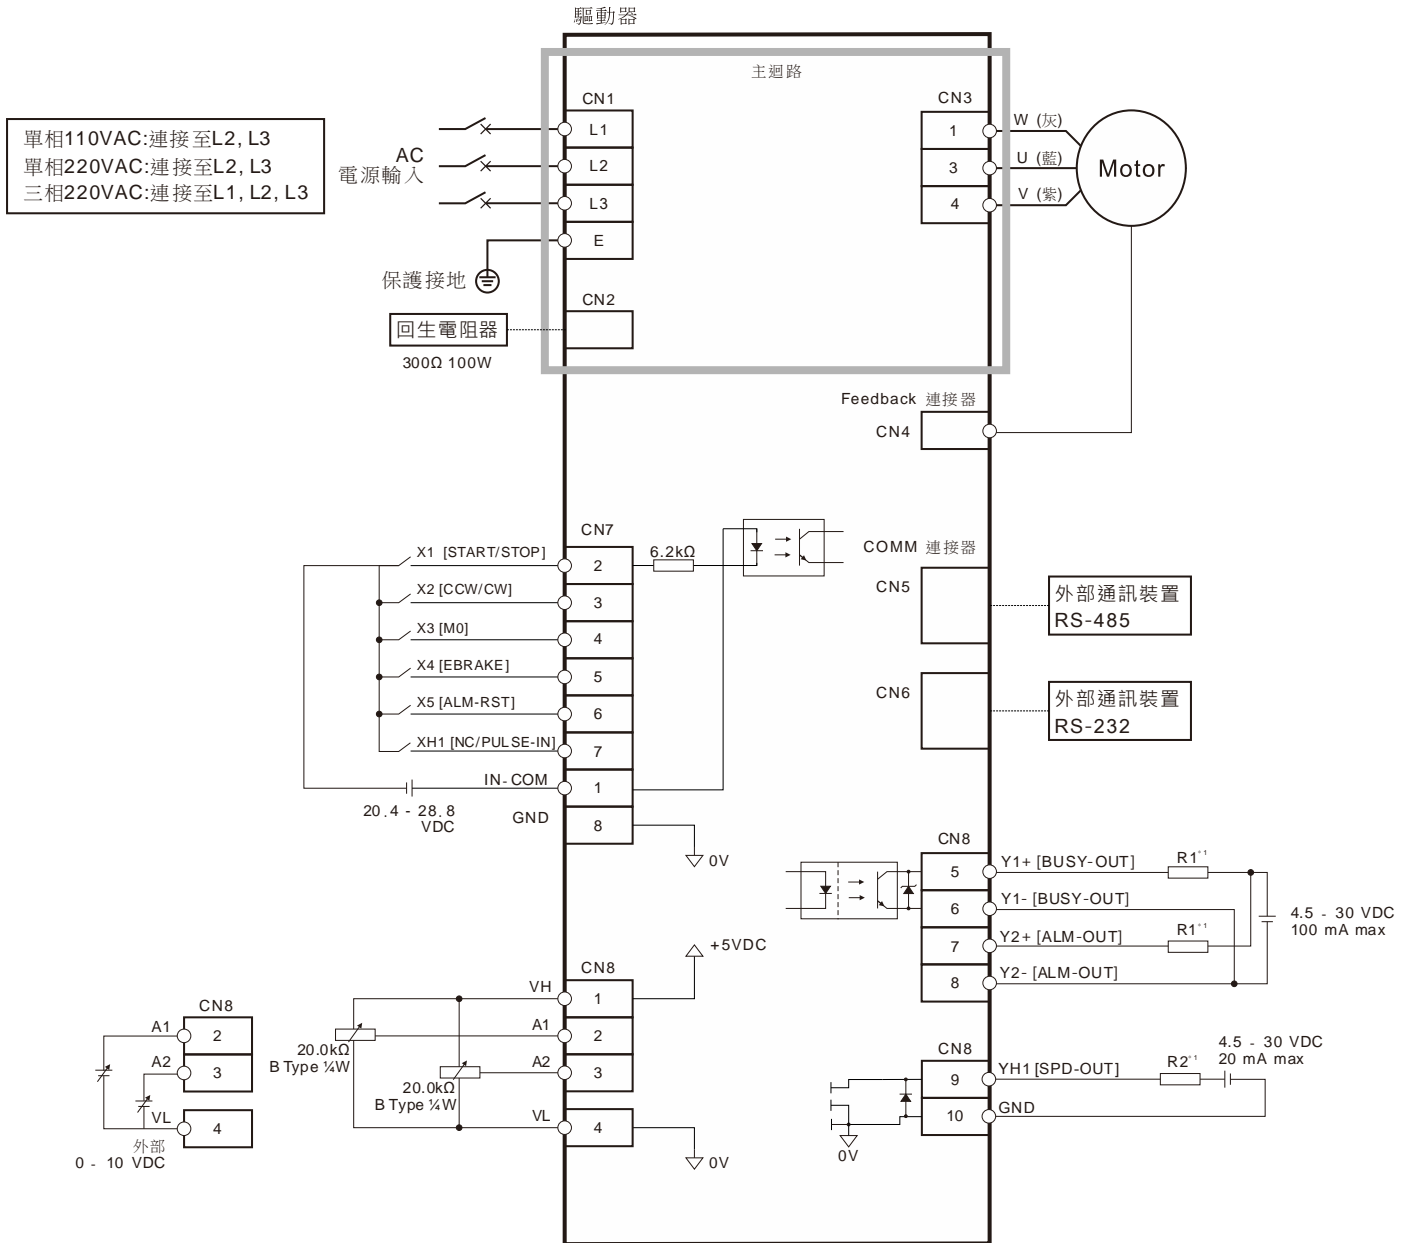 驅動器
主迴路
單相110VAC:連接至L2, L3
單相220VAC:連接至L2, L3
三相220VAC:連接至L1, L2, L3
AC
電源輸入
CN1
L1
L2
L3
E
保護接地
CN2
回生電阻器
300Ω 100W
CN3
1
3
4
W (灰)
U (藍)
V (紫)
Motor
Feedback 連接器
CN4
COMM 連接器
CN5
外部通訊裝置
RS-485
CN6
外部通訊裝置
RS-232
CN7
X1 [START/STOP]
2
6.2kΩ
X2 [CCW/CW]
3
X3 [M0]
4
X4 [EBRAKE]
5
X5 [ALM-RST]
6
XH1 [NC/PULSE-IN]
7
IN-COM
1
20.4 - 28.8
VDC
GND
8
0V
CN8
5
Y1+ [BUSY-OUT]
R1*1
6
Y1- [BUSY-OUT]
7
Y2+ [ALM-OUT]
R1*1
8
Y2- [ALM-OUT]
4.5 - 30 VDC
100 mA max
+5VDC
CN8
VH
1
A1
2
A2
3
VL
4
0V
20.0kΩ
B Type ¼W
20.0kΩ
B Type ¼W
CN8
A1
2
A2
3
VL
4
外部
0 - 10 VDC
CN8
9
YH1 [SPD-OUT]
R2*1
4.5 - 30 VDC
20 mA max
10
GND
0V